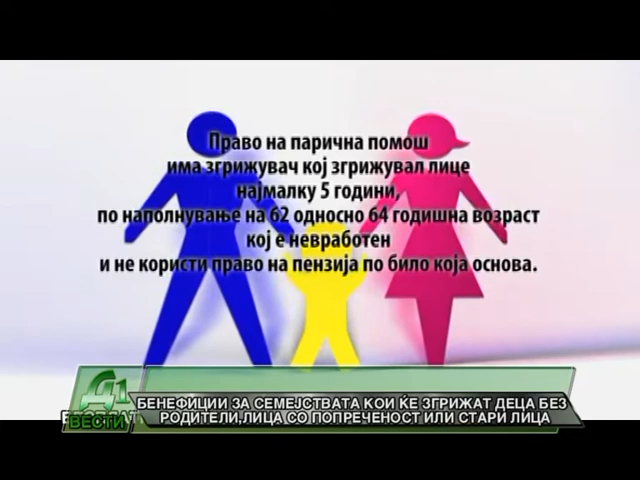 Право на парична помош
има згрижувач кој згрижувал лице
најмалку 5 години,
по наполнување на 62 односно 64 годишна возраст
кој е невработен
и не користи право на пензија по било која основа.
Д1
ВЕСТИ
БЕНЕФИЦИИ ЗА СЕМЕЈСТВАТА КОИ ЌЕ ЗГРИЖАТ ДЕЦА БЕЗ
РОДИТЕЛИ,ЛИЦА СО ПОПРЕЧЕНОСТ ИЛИ СТАРИ ЛИЦА